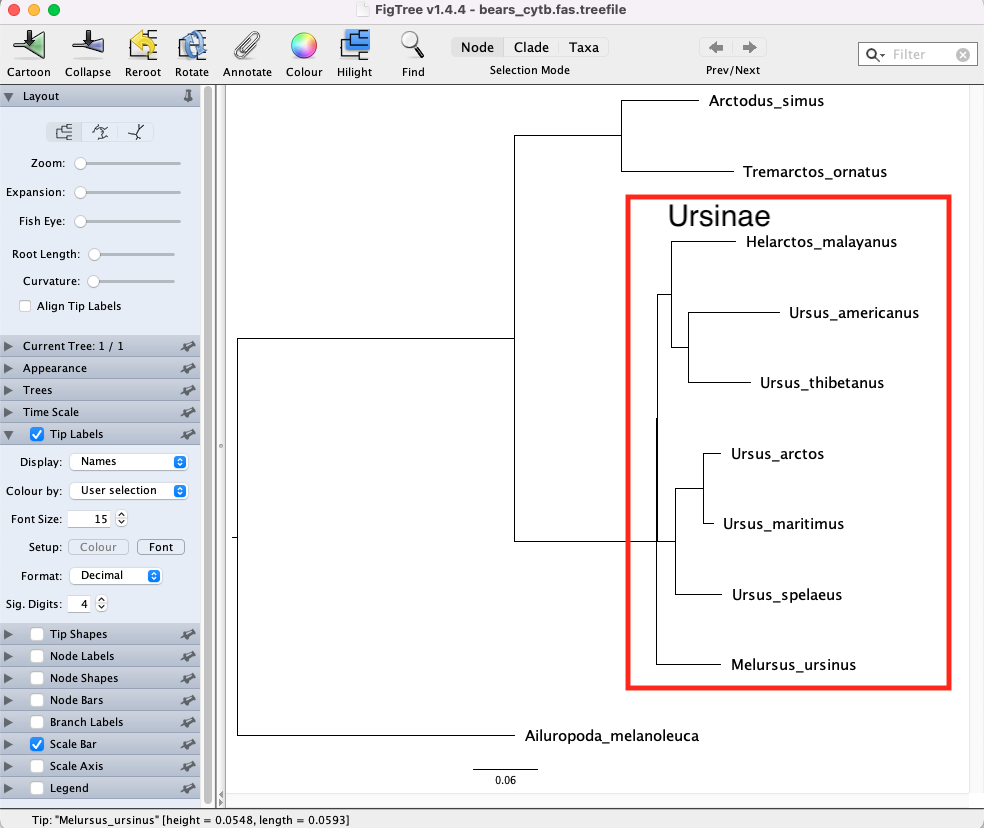 FigTree v1.4.4 - bears_cytb.fas.treefile
Cartoon Collapse Reroot Rotate Annotate Colour Hilight Find
Node Clade Taxa
Selection Mode
Prev/Next
Filter
Layout
Zoom:
Expansion:
Fish Eye:
Root Length:
Curvature:
Align Tip Labels
Current Tree: 1 / 1
Appearance
Trees
Time Scale
Tip Labels
Display: Names
Colour by: User selection
Font Size: 15
Setup: Colour Font
Format: Decimal
Sig. Digits: 4
Tip Shapes
Node Labels
Node Shapes
Node Bars
Branch Labels
Scale Bar
Scale Axis
Legend
Arctodus_simus
Tremarctos_ornatus
Ursinae
Helarctos_malayanus
Ursus_americanus
Ursus_thibetanus
Ursus_arctos
Ursus_maritimus
Ursus_spelaeus
Melursus_ursinus
Ailuropoda_melanoleuca
0.06
Tip: "Melursus_ursinus" [height = 0.0548, length = 0.0593]